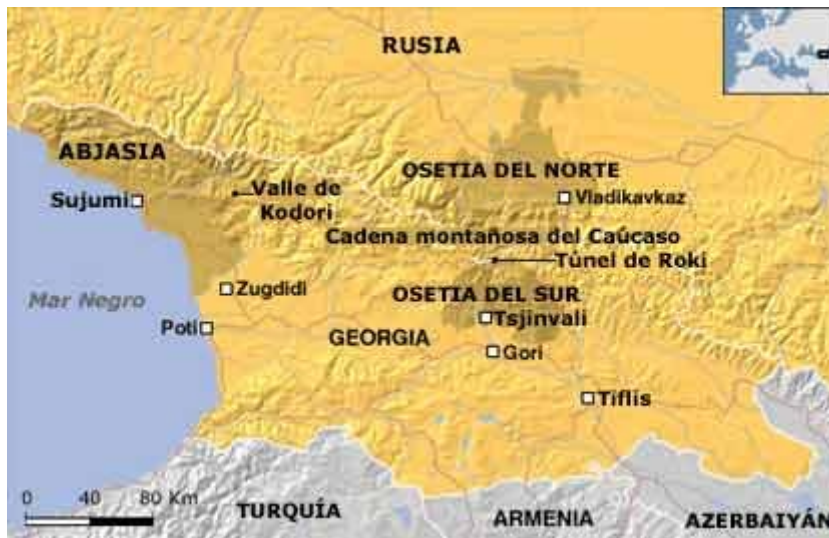 RUSIA
ABJASIA
OSETIA DEL NORTE
Sujumi
Valle de
Kodori
Vladikavkaz
Cadena montañosa del Caúcaso
Túnel de Roki
Zugdidi
OSETIA DEL SUR
Mar Negro
Poti
GEORGIA
Tsjinvali
Gori
Tiflis
0 40 80 Km
TURQUÍA
ARMENIA
AZERBAIYÁN